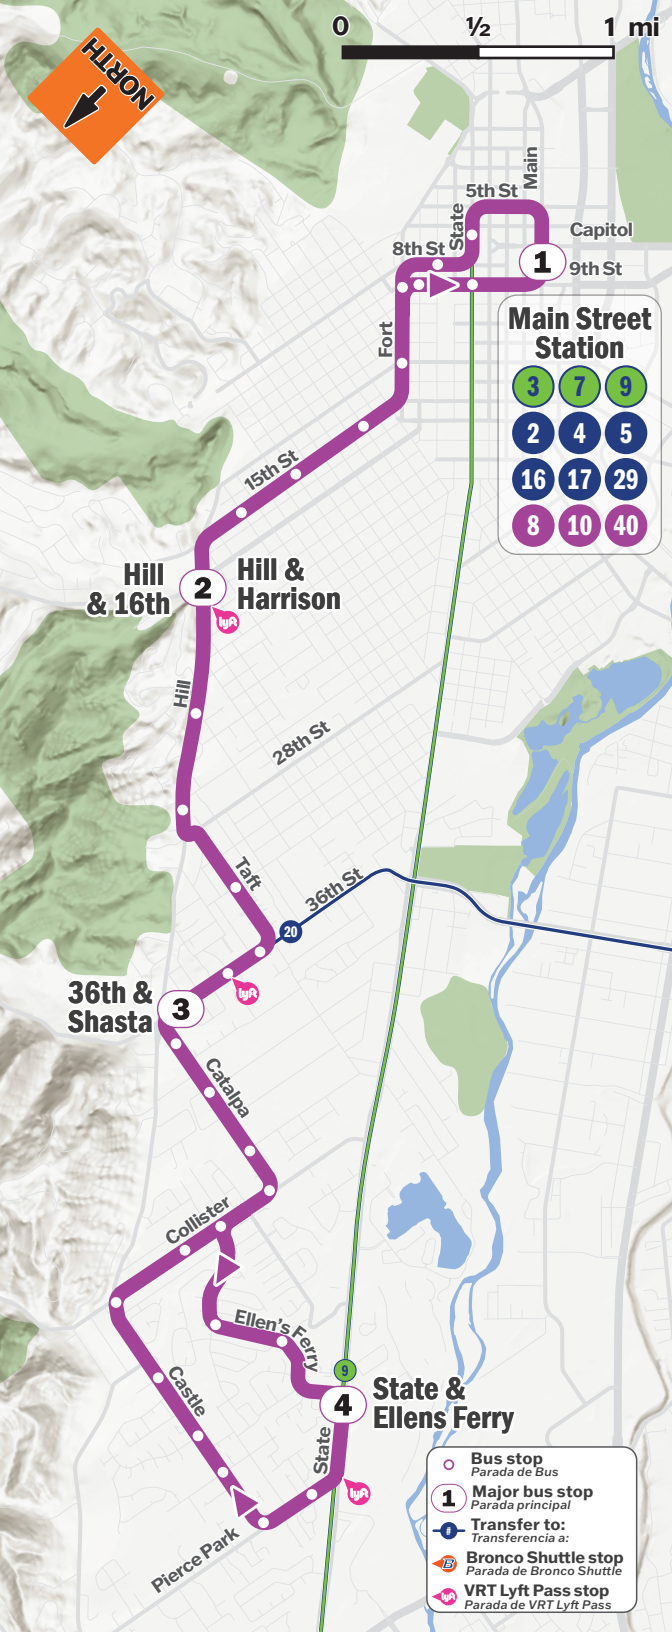 0 ½ 1 mi
NORTH
Main
5th St
State
Capitol
8th St
1
9th St
Fort
Main Street
Station
3 7 9
2 4 5
16 17 29
8 10 40
15th St
Hill
& 16th
2
Hill &
Harrison
lyft
Hill
28th St
Taft
36th St
20
36th &
Shasta
3
lyft
Catalpa
Collister
Ellen's Ferry
9
Castle
4
State &
Ellens Ferry
State
lyft
Pierce Park
Bus stop
Parada de Bus
1
Major bus stop
Parada principal
#
Transfer to:
Transferencia a:
B
Bronco Shuttle stop
Parada de Bronco Shuttle
lyft
VRT Lyft Pass stop
Parada de VRT Lyft Pass